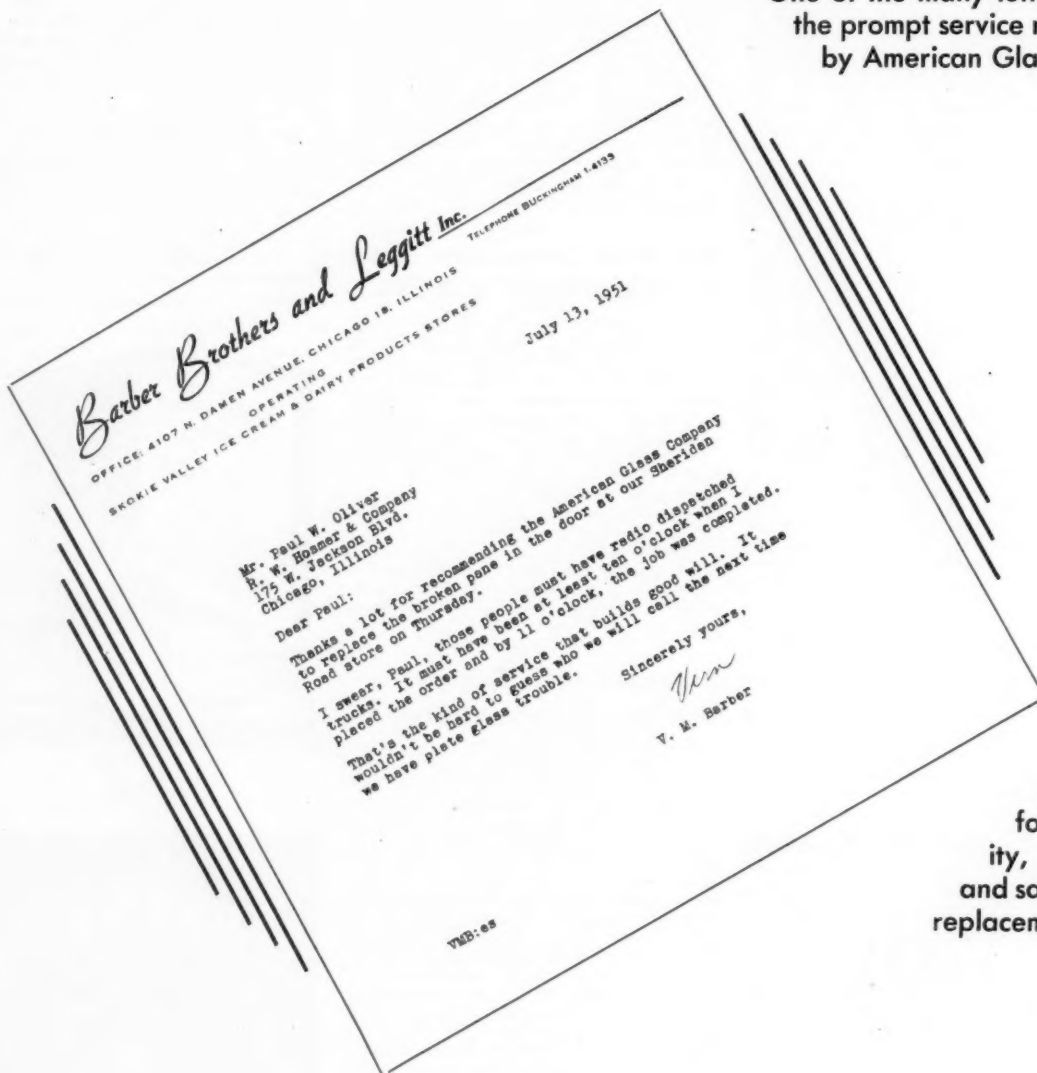 One of the many
the prompt service
by American
Barber Brothers and Leggitt Inc.
OFFICE: 4107 N. DAMEN AVENUE, CHICAGO 18, ILLINOIS
TELEPHONE BUCKINGHAM 1-4133
OPERATING
SKOKIE VALLEY ICE CREAM & DAIRY PRODUCTS STORES
July 13, 1951
Mr. Paul W. Oliver
R. W. Hosmer & Company
175 W. Jackson Blvd.
Chicago, Illinois
Dear Paul:
Thanks a lot for recommending the American Glass Company
to replace the broken pane in the door at our Sheriden
Road store on Thursday.
I swear, Paul, those people must have radio dispatched
trucks. It must have been at least ten o'clock when I
placed the order and by 11 o'clock, the job was completed.
That's the kind of service that builds good will. It
wouldn't be hard to guess who we will call the next time
we have plate glass trouble.
Sincerely yours,
Vern
V. M. Barber
VMB:es
ity,